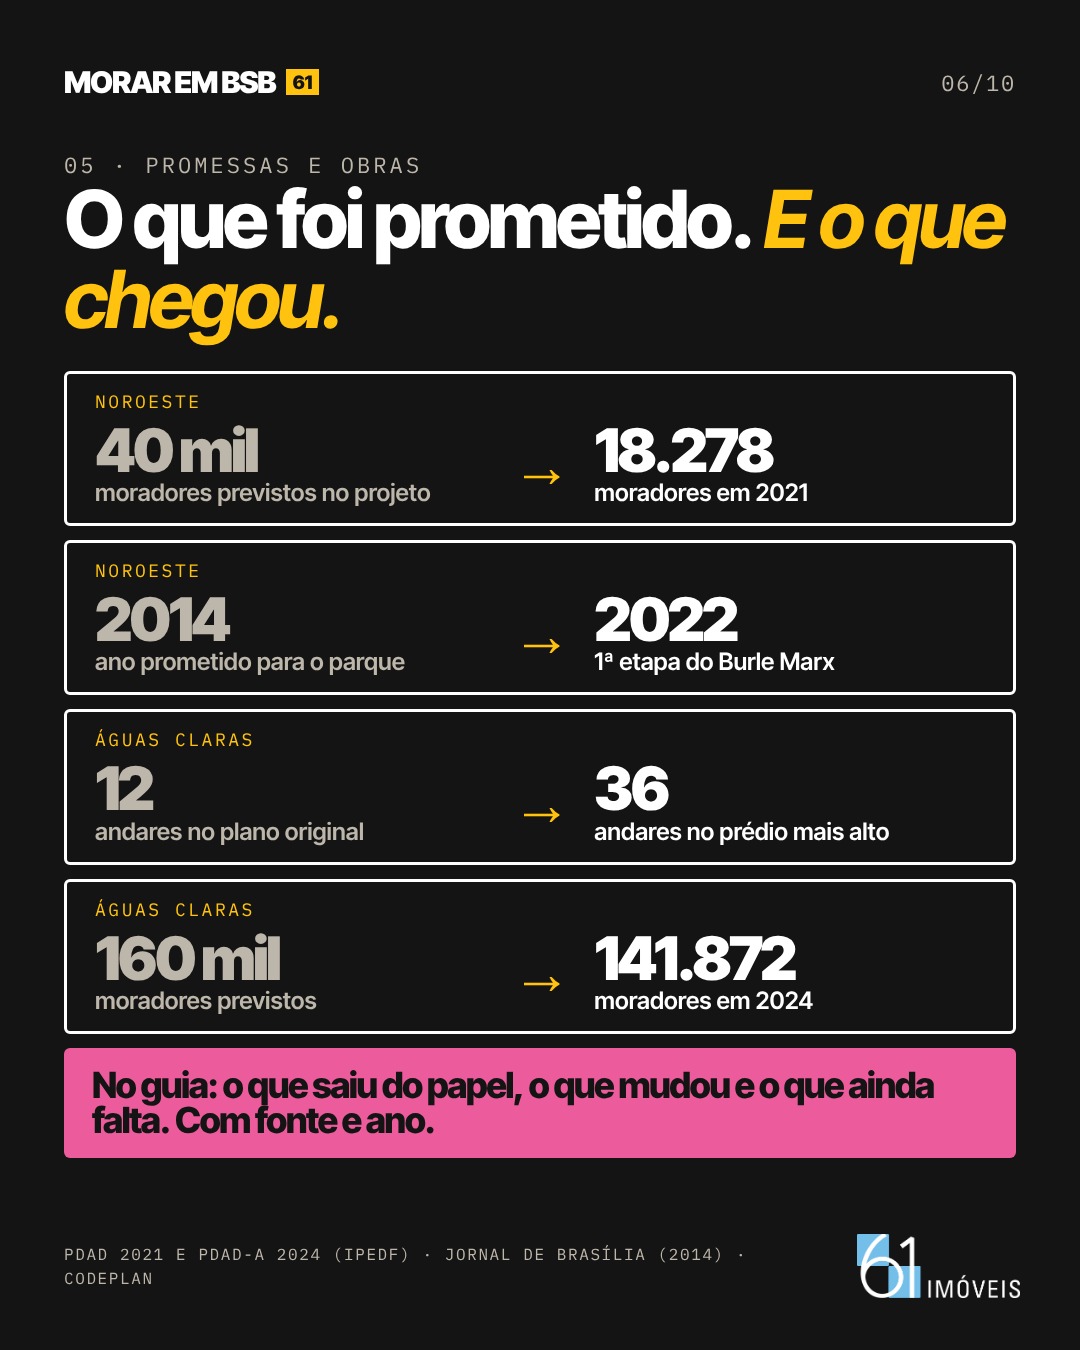 MORAR EM BSB 61
06/10
05 · PROMESSAS E OBRAS
O que foi prometido. E o que
chegou.
NOROESTE
40 mil → 18.278
moradores previstos no projeto moradores em 2021
NOROESTE
2014 → 2022
ano prometido para o parque 1ª etapa do Burle Marx
ÁGUAS CLARAS
12 → 36
andares no plano original andares no prédio mais alto
ÁGUAS CLARAS
160 mil → 141.872
moradores previstos moradores em 2024
No guia: o que saiu do papel, o que mudou e o que ainda
falta. Com fonte e ano.
PDAD 2021 E PDAD-A 2024 (IPEDF) · JORNAL DE BRASÍLIA (2014) ·
CODEPLAN
61 IMÓVEIS